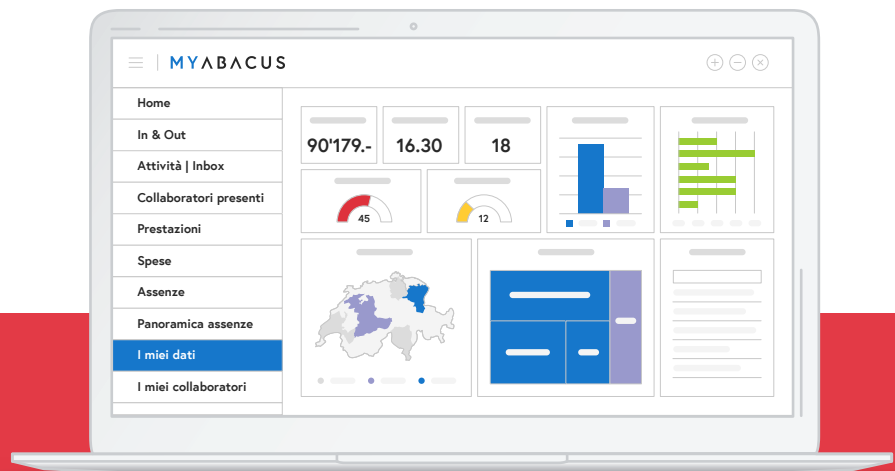 MYABACUS
Home
In & Out
Attività | Inbox
Collaboratori presenti
Prestazioni
Spese
Assenze
Panoramica assenze
I miei dati
I miei collaboratori
90'179.-
16.30
18
45
12